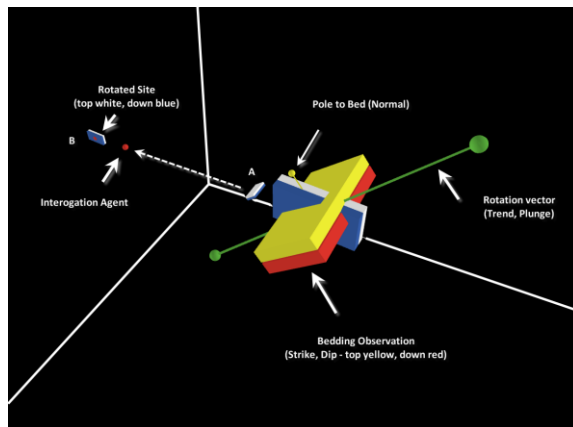 Rotated Site
(top white, down blue)
B
Interogation Agent
A
Pole to Bed (Normal)
Rotation vector
(Trend, Plunge)
Bedding Observation
(Strike, Dip - top yellow, down red)